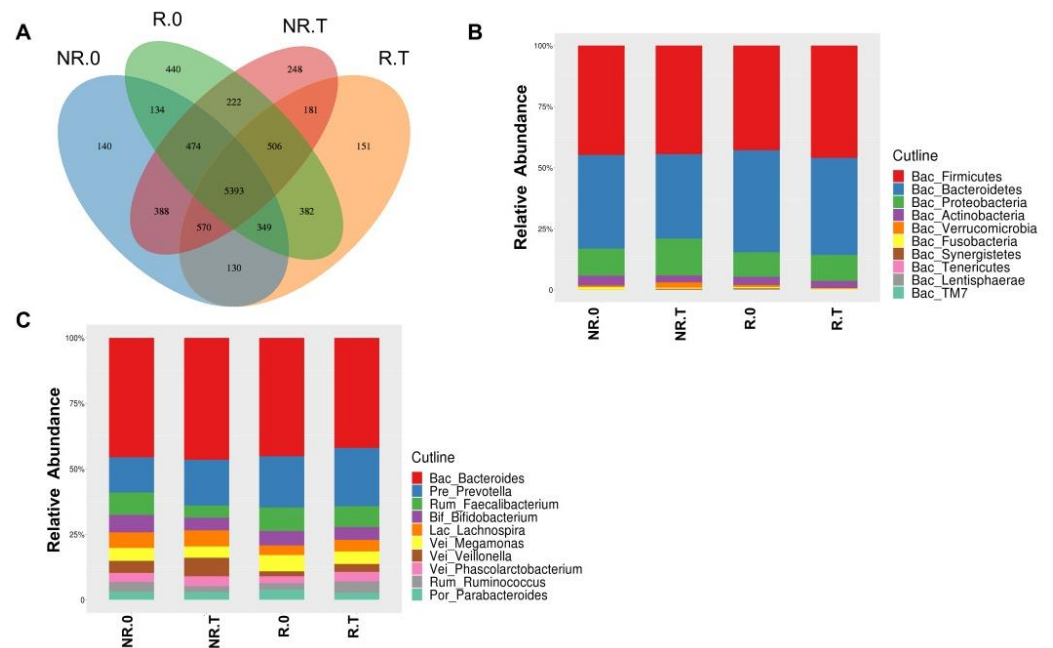 A
R.0
NR.T
NR.0
R.T
440
248
134
222
181
140
474
506
151
5393
388
570
349
382
130
B
Relative Abundance
100%
75%
50%
25%
0
NR.0
NR.T
R.0
R.T
Cutline
Bac_Firmicutes
Bac_Bacteroidetes
Bac_Proteobacteria
Bac_Actinobacteria
Bac_Verrucomicrobia
Bac_Fusobacteria
Bac_Synergistetes
Bac_Tenericutes
Bac_Lentisphaerae
Bac_TM7
C
Relative Abundance
100%
75%
50%
25%
0
NR.0
NR.T
R.0
R.T
Cutline
Bac_Bacteroides
Pre_Prevotella
Rum_Faecalibacterium
Bif_Bifidobacterium
Lac_Lachnospira
Vei_Megamonas
Vei_Veillonella
Vei_Phascolarctobacterium
Rum_Ruminococcus
Por_Parabacteroides